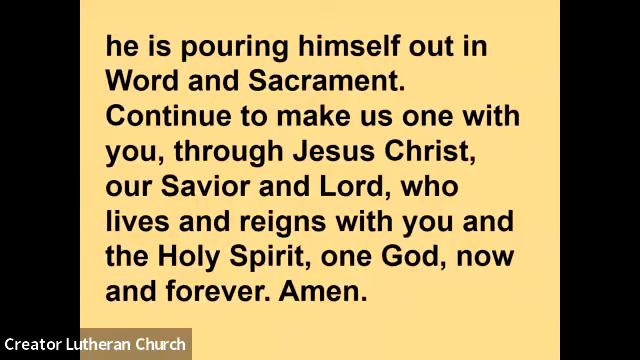 he is pouring himself out in
Word and Sacrament.
Continue to make us one with
you, through Jesus Christ,
our Savior and Lord, who
lives and reigns with you and
the Holy Spirit, one God, now
and forever. Amen.
Creator Lutheran Church